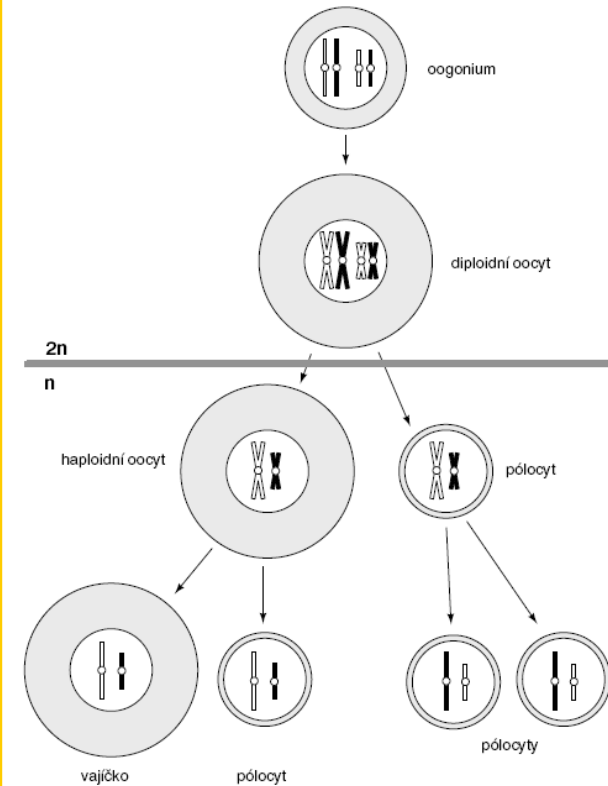 oogonium
diploidní oocyt
2n
n
haploidní oocyt
pólocyt
vajíčko
pólocyt
pólocyty